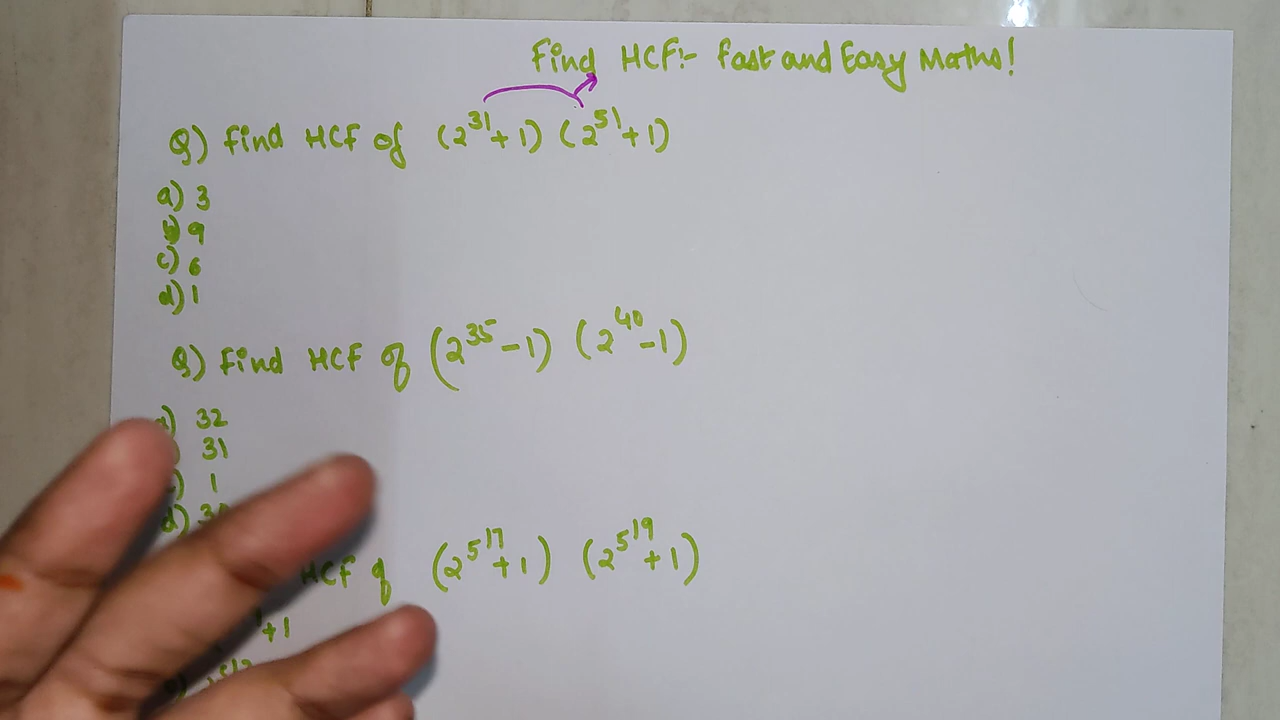 Find HCF:- Fast and Easy Maths!
Q) Find HCF of (2^31+1) (2^51+1)
a) 3
b) 9
c) 6
d) 1
Q) Find HCF of (2^35-1) (2^40-1)
a) 32
) 31
) 1
d) 3
HCF of (2^5^17+1) (2^5^19+1)
+1